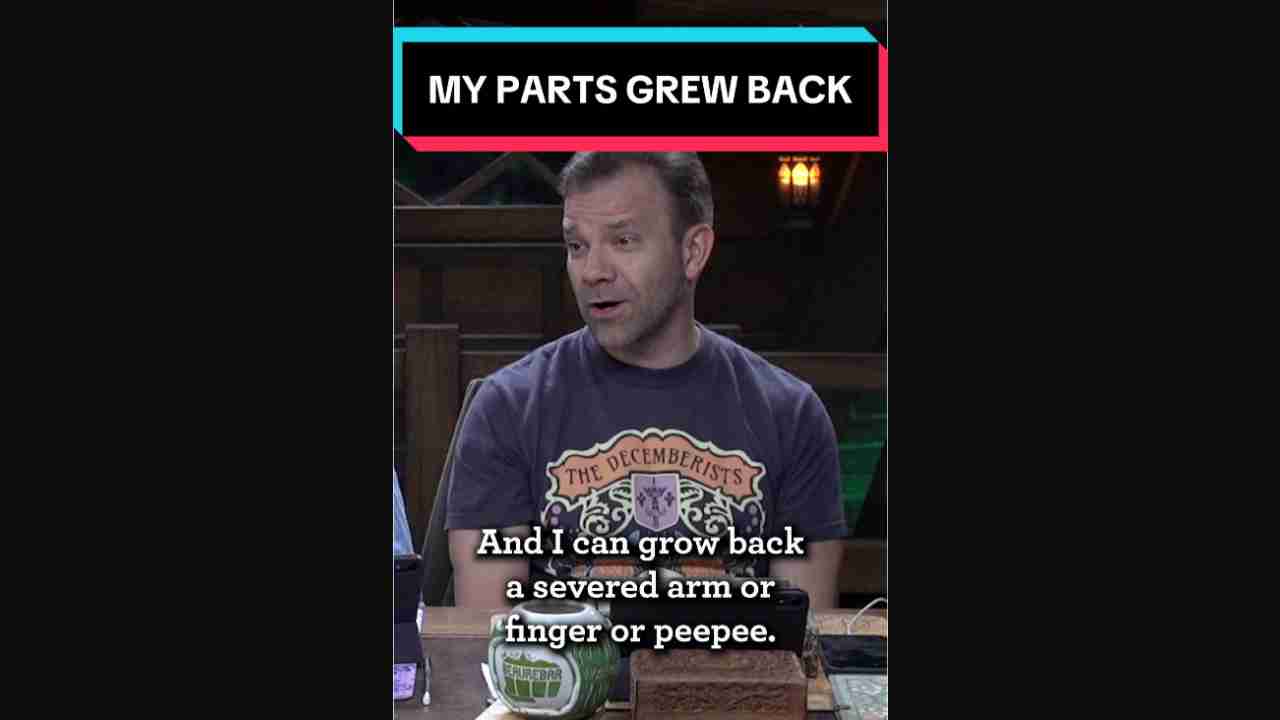 MY PARTS GREW BACK
THE DECEMBERISTS
And I can grow back
a severed arm or
finger or peepee.